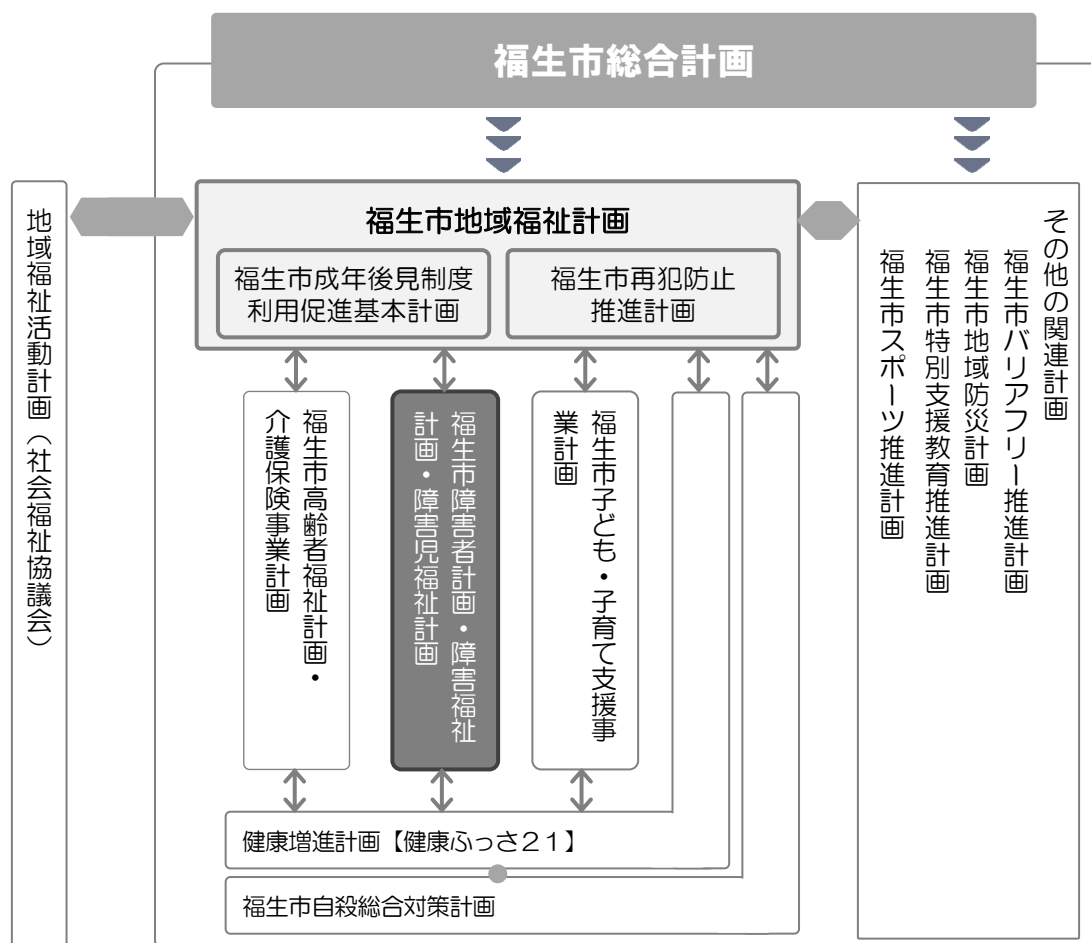 福生市総合計画
地域福祉活動計画（社会福祉協議会）
福生市地域福祉計画
福生市成年後見制度
利用促進基本計画
福生市再犯防止
推進計画
福生市高齢者福祉計画・
介護保険事業計画
福生市障害者計画・障害福祉
計画・障害児福祉計画
福生市子ども・子育て支援事
業計画
その他の関連計画
福生市バリアフリー推進計画
福生市地域防災計画
福生市特別支援教育推進計画
福生市スポーツ推進計画
健康増進計画【健康ふっさ２１】
福生市自殺総合対策計画